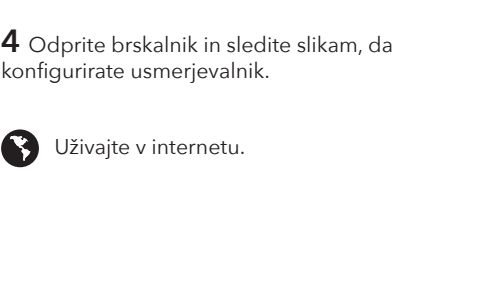 4 Odprite brskalnik in sledite slikam, da
konfigurirate usmerjevalnik.
Uživajte v internetu.